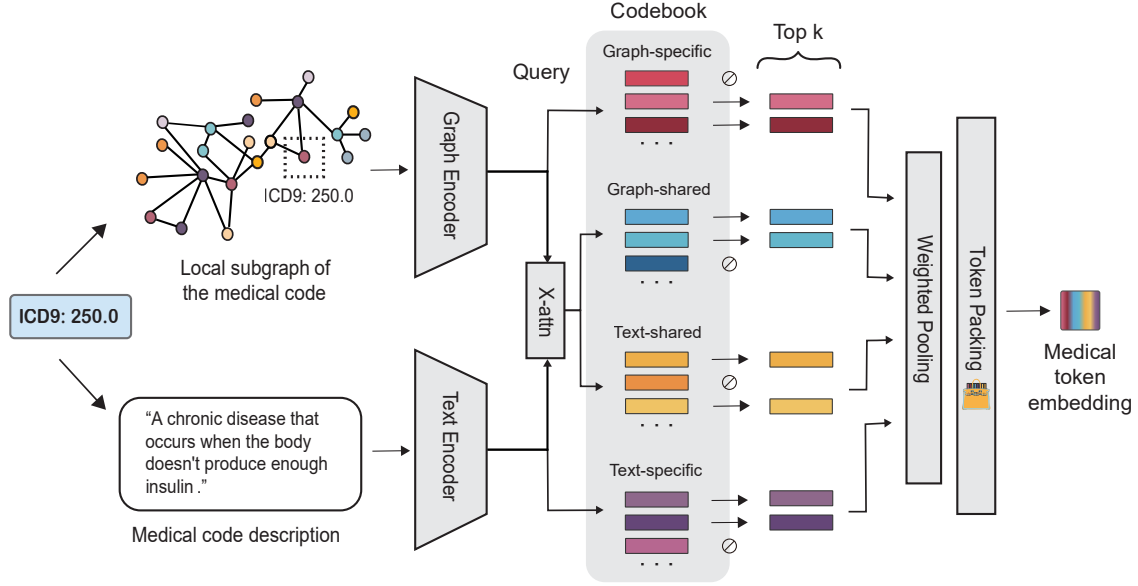 Codebook
Top k
Query
Graph-specific
. . .
Graph Encoder
ICD9: 250.0
Local subgraph of
the medical code
Graph-shared
. . .
ICD9: 250.0
X-attn
Text-shared
. . .
Weighted Pooling
Token Packing
Medical
token
embedding
“A chronic disease that
occurs when the body
doesn't produce enough
insulin .”
Medical code description
Text Encoder
Text-specific
. . .